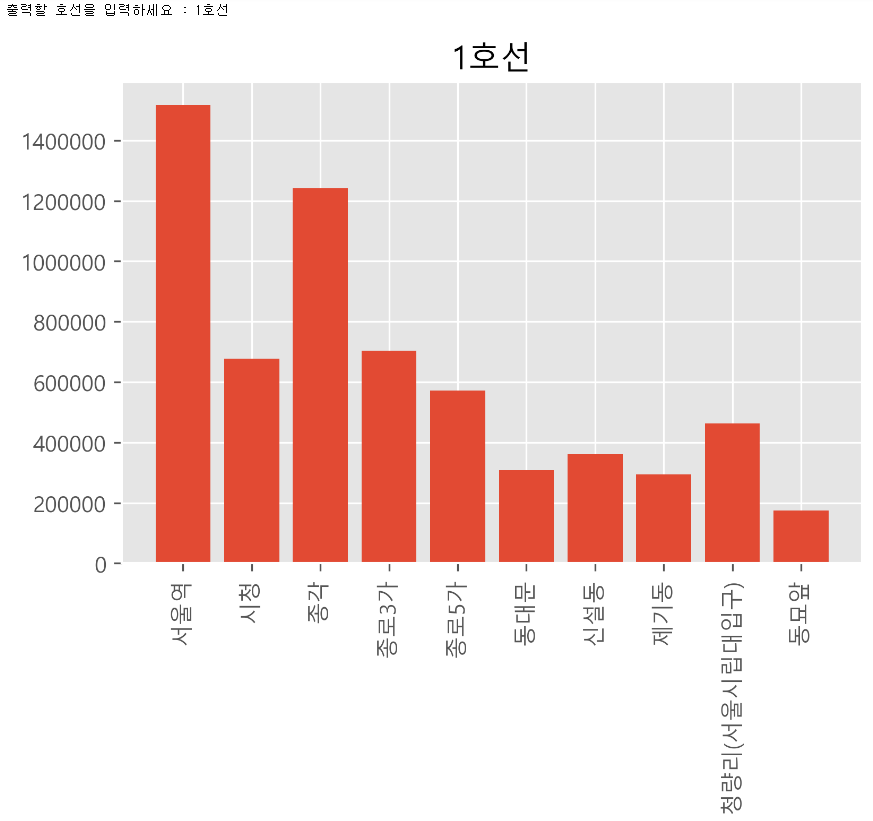 출력할 호선을 입력하세요 : 1호선
1호선
1400000
1200000
1000000
800000
600000
400000
200000
0
서울역
시청
종각
종로3가
종로5가
동대문
신설동
제기동
청량리(서울시립대입구)
동묘앞